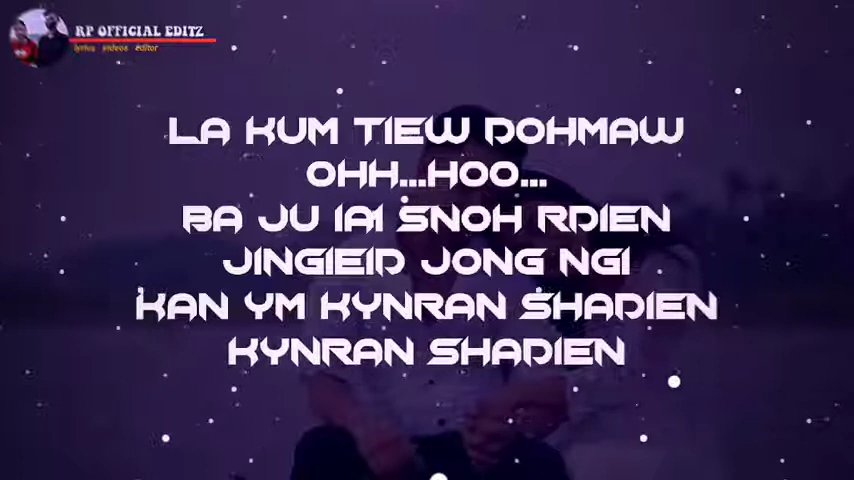 RP OFFICIAL EDITZ
lyrics videos editor
LA KUM TIEW DOHMAW
OHH...HOO...
BA JU IAI SNOH RDIEN
JINGIEID JONG NGI
KAN YM KYNRAN SHADIEN
KYNRAN SHADIEN